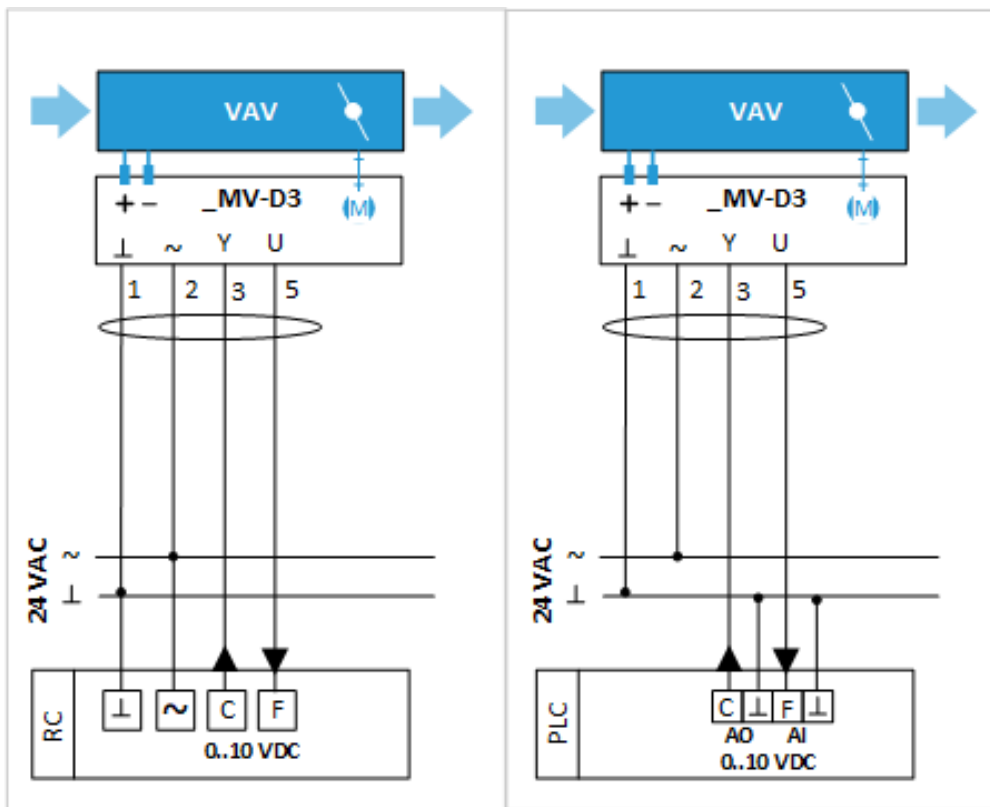 VAV
+ − _MV-D3 (M)
⊥ ~ Y U
1 2 3 5
24 VAC ~ ⊥
RC
⊥ ~ C F
0..10 VDC
VAV
+ − _MV-D3 (M)
⊥ ~ Y U
1 2 3 5
24 VAC ~ ⊥
PLC
C ⊥ F ⊥
AO AI
0..10 VDC